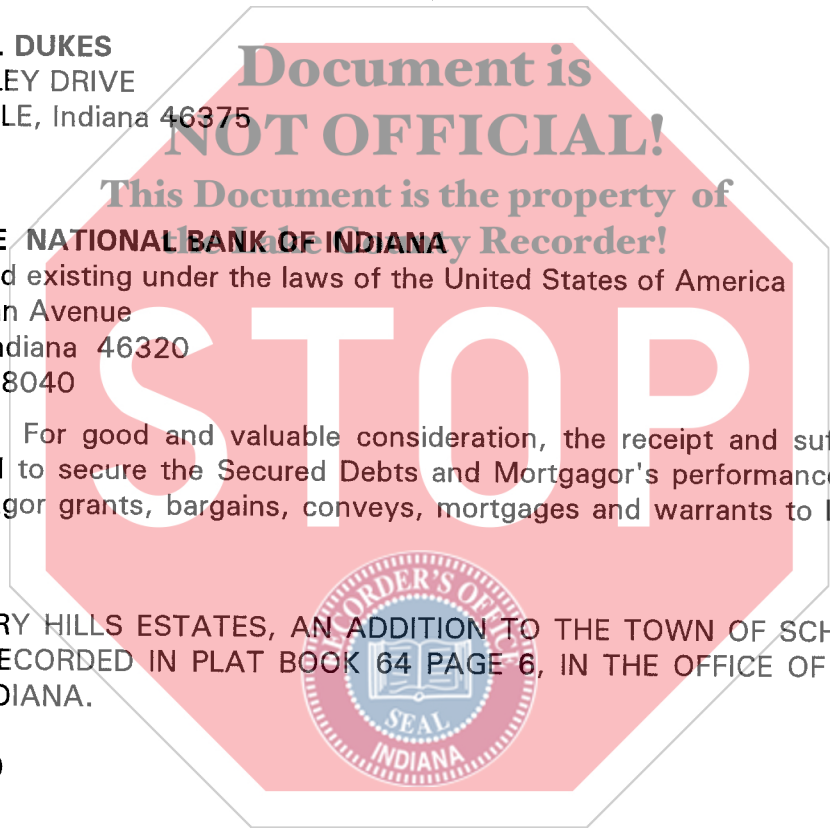 . DUKES
LEY DRIVE
LE, Indiana 46375
Document is
NOT OFFICIAL!
This Document is the property of
the Lake County Recorder!
E NATIONAL BANK OF INDIANA
d existing under the laws of the United States of America
n Avenue
ndiana 46320
8040
STOP
For good and valuable consideration, the receipt and suf
to secure the Secured Debts and Mortgagor's performance
gor grants, bargains, conveys, mortgages and warrants to
RY HILLS ESTATES, AN ADDITION TO THE TOWN OF SCH
ECORDED IN PLAT BOOK 64 PAGE 6, IN THE OFFICE OF
DIANA.
RECORDER'S OFFICE
SEAL
INDIANA